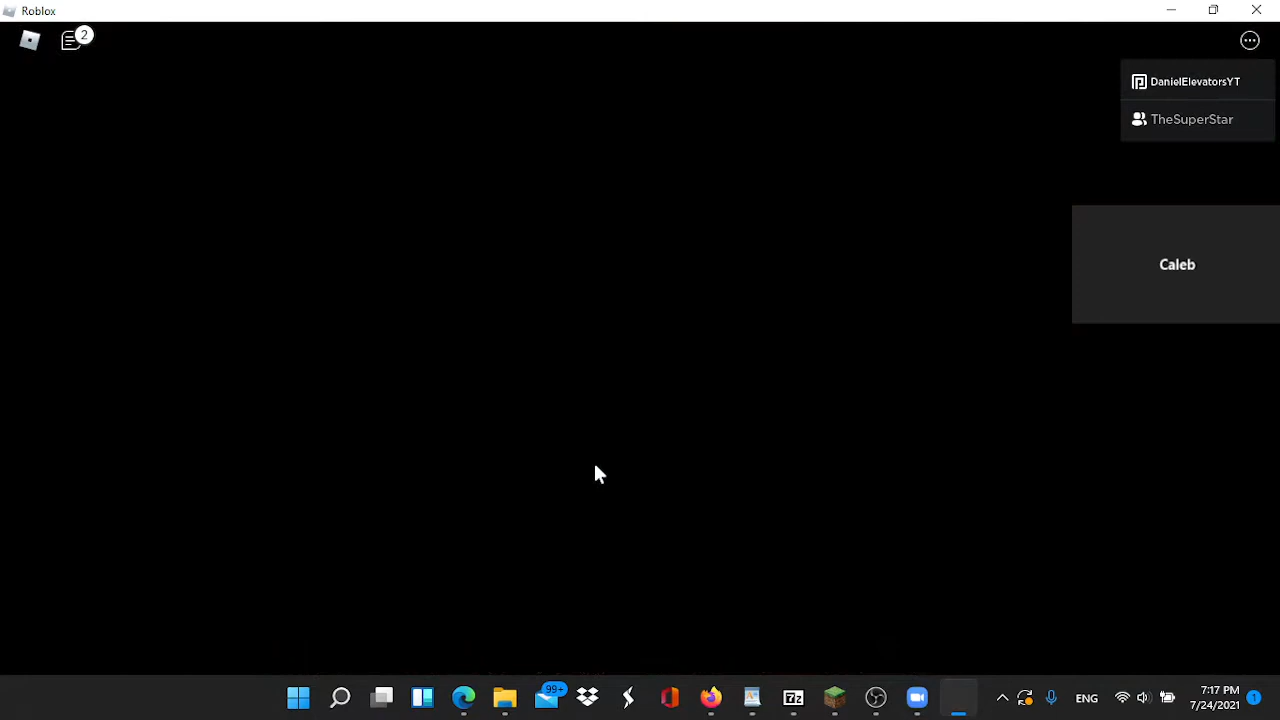 Roblox
2
DanielElevatorsYT
TheSuperStar
Caleb
99+
7z
ENG
7:17 PM
7/24/2021
1